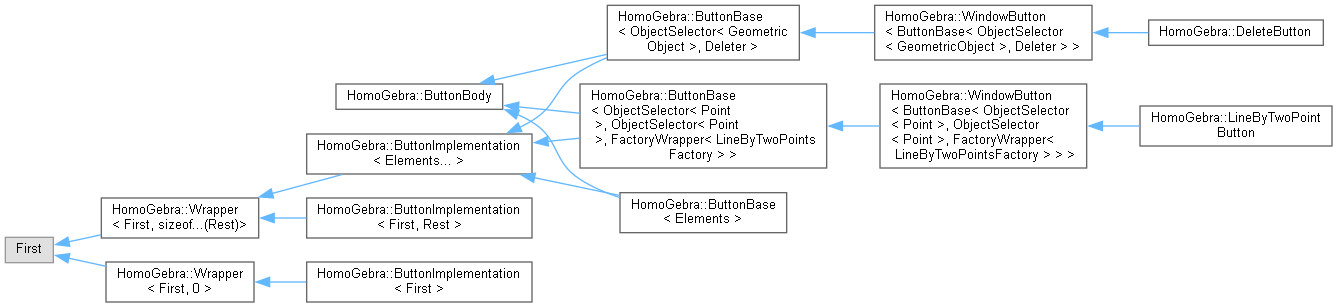 HomoGebra::ButtonBase
< ObjectSelector< Geometric
Object >, Deleter >
HomoGebra::WindowButton
< ButtonBase< ObjectSelector
< GeometricObject >, Deleter > >
HomoGebra::DeleteButton
HomoGebra::ButtonBody
HomoGebra::ButtonBase
< ObjectSelector< Point
>, ObjectSelector< Point
>, FactoryWrapper< LineByTwoPoints
Factory > >
HomoGebra::WindowButton
< ButtonBase< ObjectSelector
< Point >, ObjectSelector
< Point >, FactoryWrapper<
LineByTwoPointsFactory > > >
HomoGebra::LineByTwoPoint
Button
HomoGebra::ButtonImplementation
< Elements... >
HomoGebra::ButtonBase
< Elements >
HomoGebra::Wrapper
< First, sizeof...(Rest)>
HomoGebra::ButtonImplementation
< First, Rest >
First
HomoGebra::Wrapper
< First, 0 >
HomoGebra::ButtonImplementation
< First >